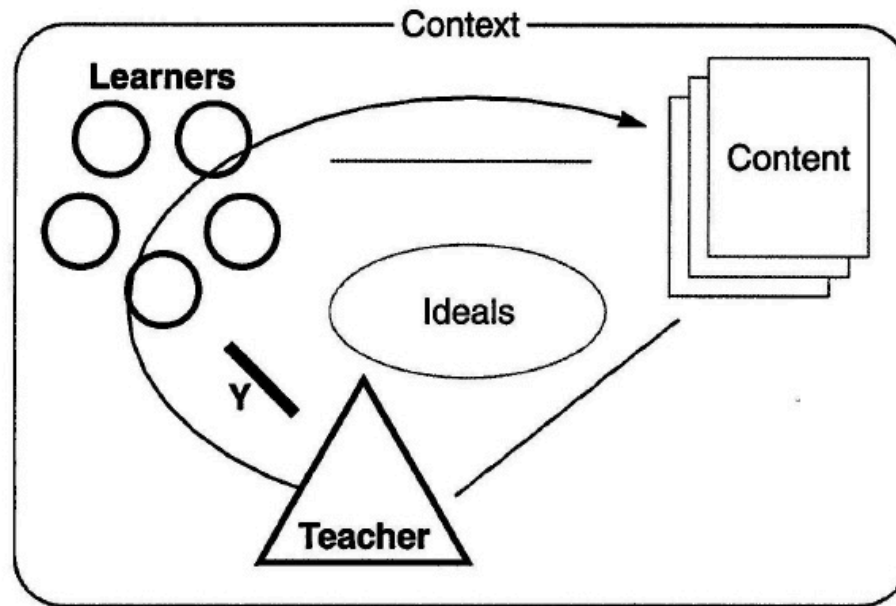 Context
Learners
Content
Ideals
Y
Teacher